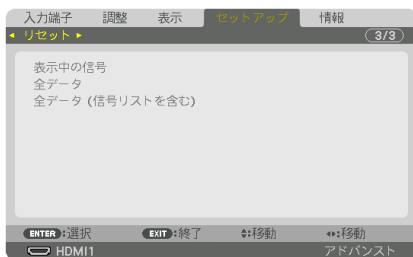 入力端子 調整 表示 セットアップ 情報
リセット 3/3
表示中の信号
全データ
全データ (信号リストを含む)
ENTER:選択 EXIT:終了 :移動 :移動
HDMI1 アドバンスト